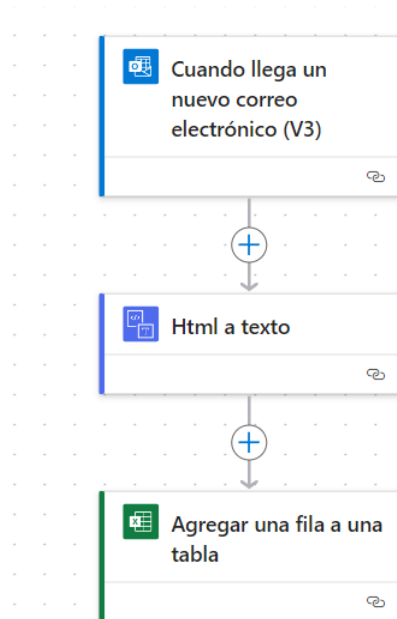 Cuando llega un
nuevo correo
electrónico (V3)
Html a texto
Agregar una fila a una
tabla